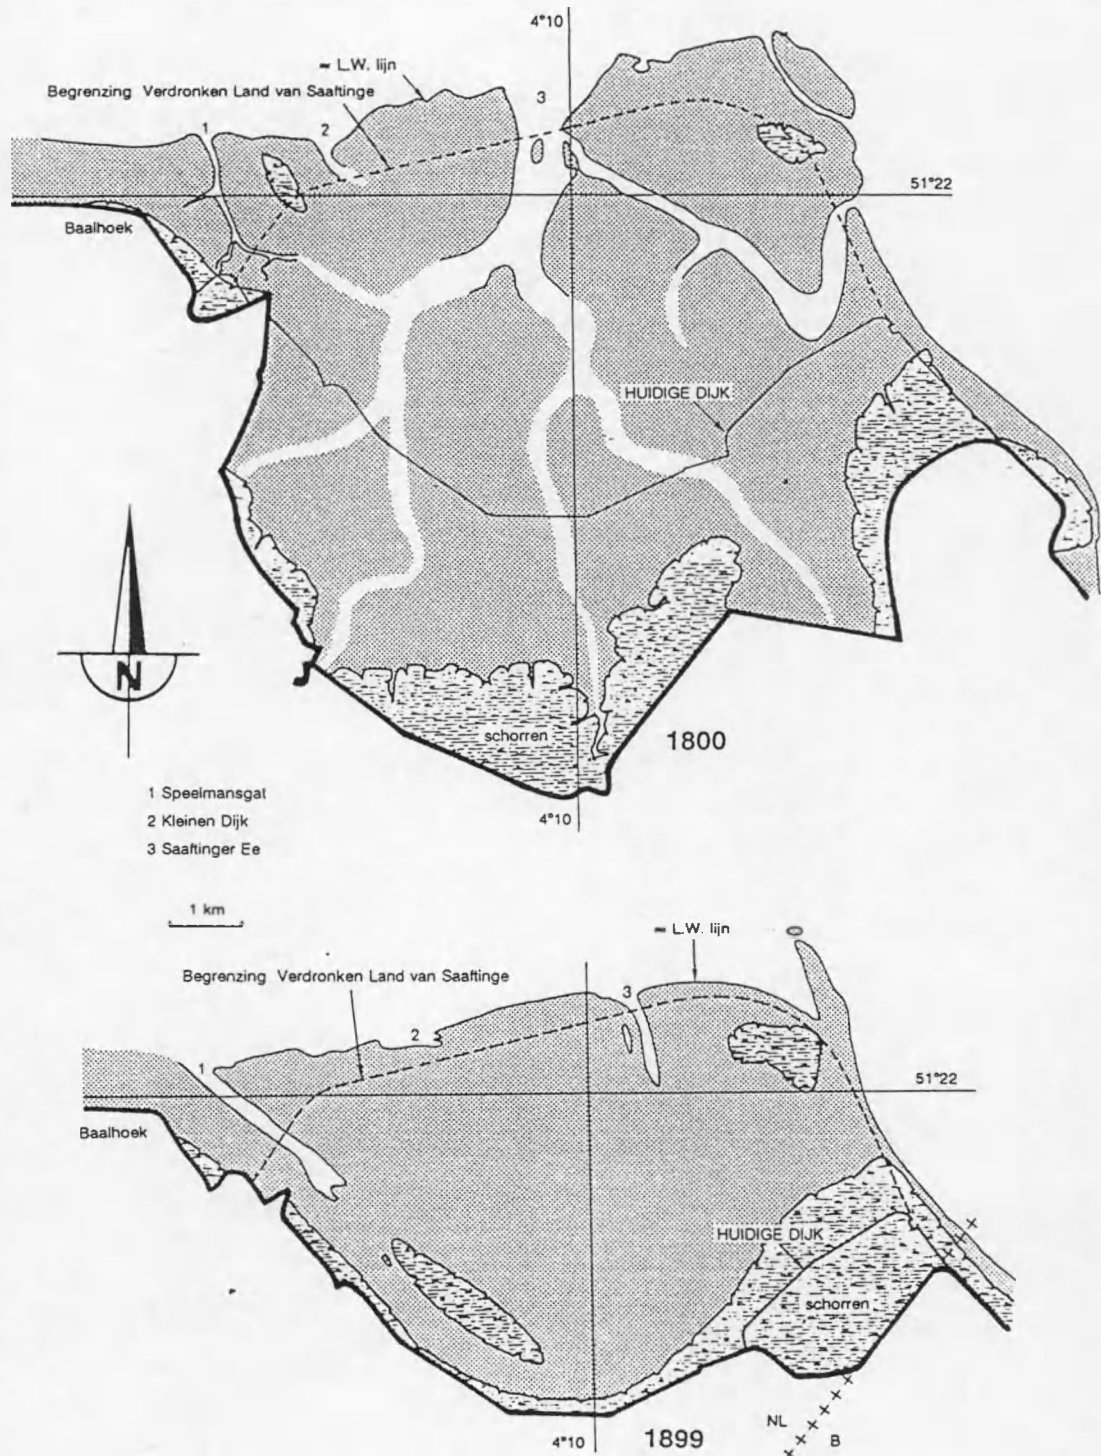 4°10
≈ L.W. lijn
Begrenzing Verdronken Land van Saaftinge
3
1
2
51°22
Baalhoek
HUIDIGE DIJK
N
schorren
1800
1 Speelmansgat
2 Kleinen Dijk
3 Saaftinger Ee
4°10
1 km
≈ L.W. lijn
Begrenzing Verdronken Land van Saaftinge
3
2
1
51°22
Baalhoek
HUIDIGE DIJK
schorren
NL
B
4°10
1899